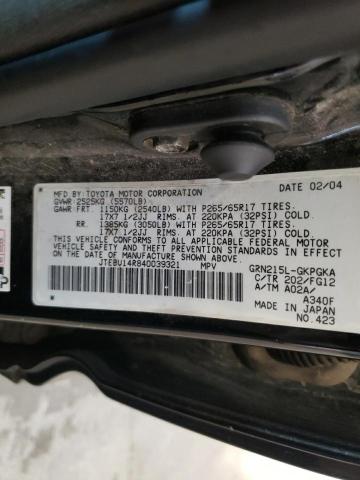 MFD BY: TOYOTA MOTOR CORPORATION DATE 02/04
GVWR 2525KG (5570LB)
GAWR FRT. 1150KG (2540LB) WITH P265/65R17 TIRES.
17X7 1/2JJ RIMS. AT 220KPA (32PSI) COLD.
RR. 1385KG (3050LB) WITH P265/65R17 TIRES.
17X7 1/2JJ RIMS. AT 220KPA (32PSI) COLD.
THIS VEHICLE CONFORMS TO ALL APPLICABLE FEDERAL MOTOR
VEHICLE SAFETY AND THEFT PREVENTION STANDARDS IN EFFECT
ON THE DATE OF MANUFACTURE SHOWN ABOVE.
JTEBU14R840039321 MPV
GRN215L-GKPGKA
C/TR 202/FG12
A/TM A02A/
A340F
MADE IN JAPAN
NO. 423